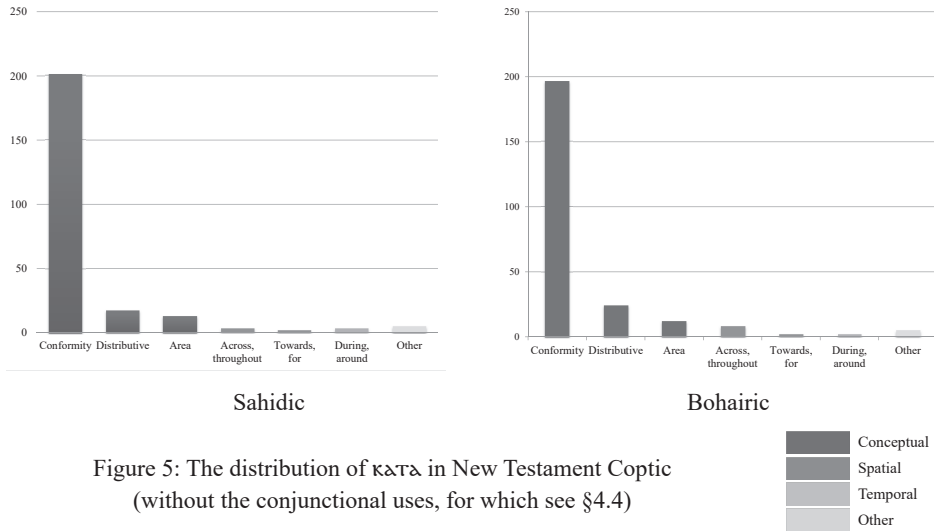 250
200
150
100
50
0
Conformity Distributive Area Across, throughout Towards, for During, around Other
Sahidic
250
200
150
100
50
0
Conformity Distributive Area Across, throughout Towards, for During, around Other
Bohairic
Figure 5: The distribution of ⲕⲁⲧⲁ in New Testament Coptic
(without the conjunctional uses, for which see §4.4)
Conceptual
Spatial
Temporal
Other